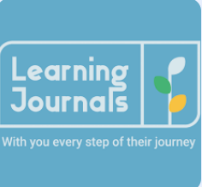 Learning
Journals
With you every step of their journey